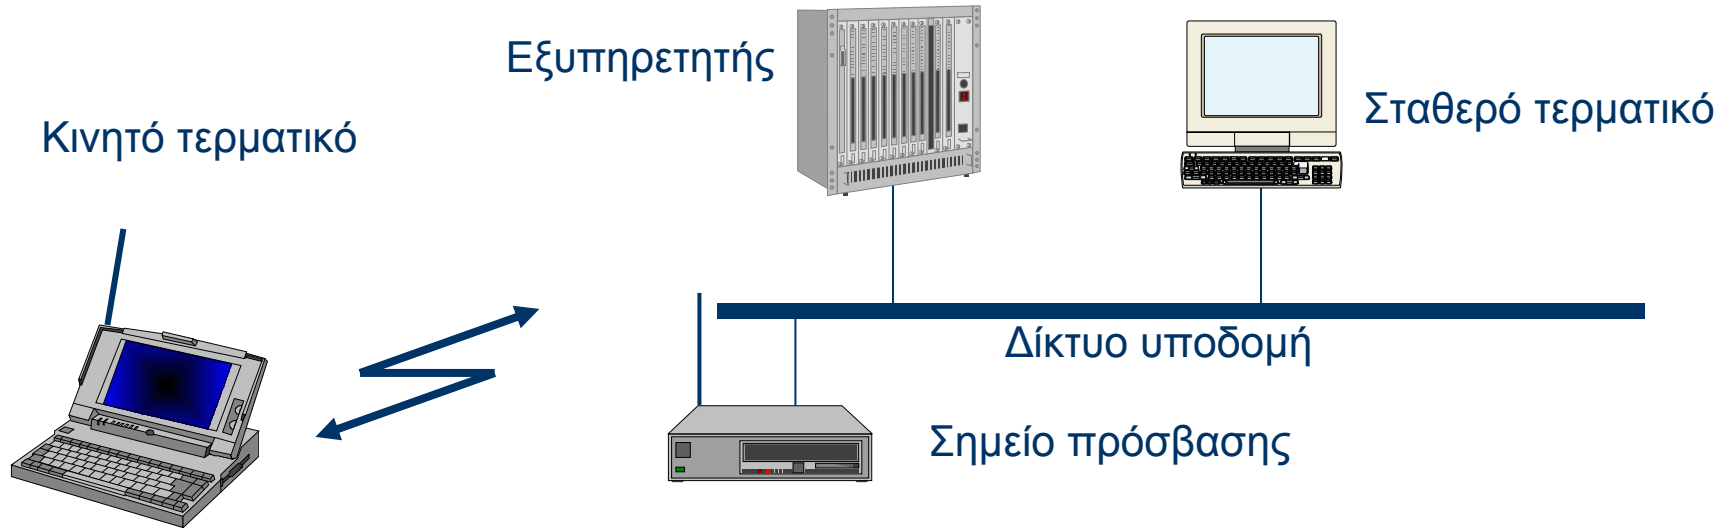 Εξυπηρετητής
Σταθερό τερματικό
Κινητό τερματικό
Δίκτυο υποδομή
Σημείο πρόσβασης